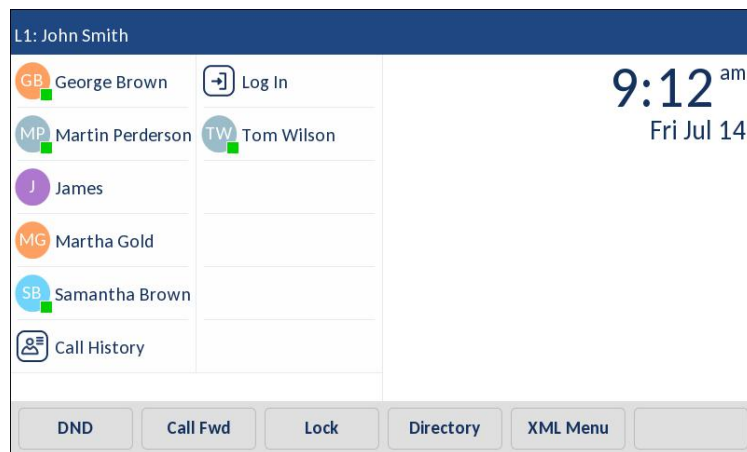 L1: John Smith
GB George Brown
Log In
9:12 am
MP Martin Perderson
TW Tom Wilson
Fri Jul 14
J James
MG Martha Gold
SB Samantha Brown
Call History
DND
Call Fwd
Lock
Directory
XML Menu